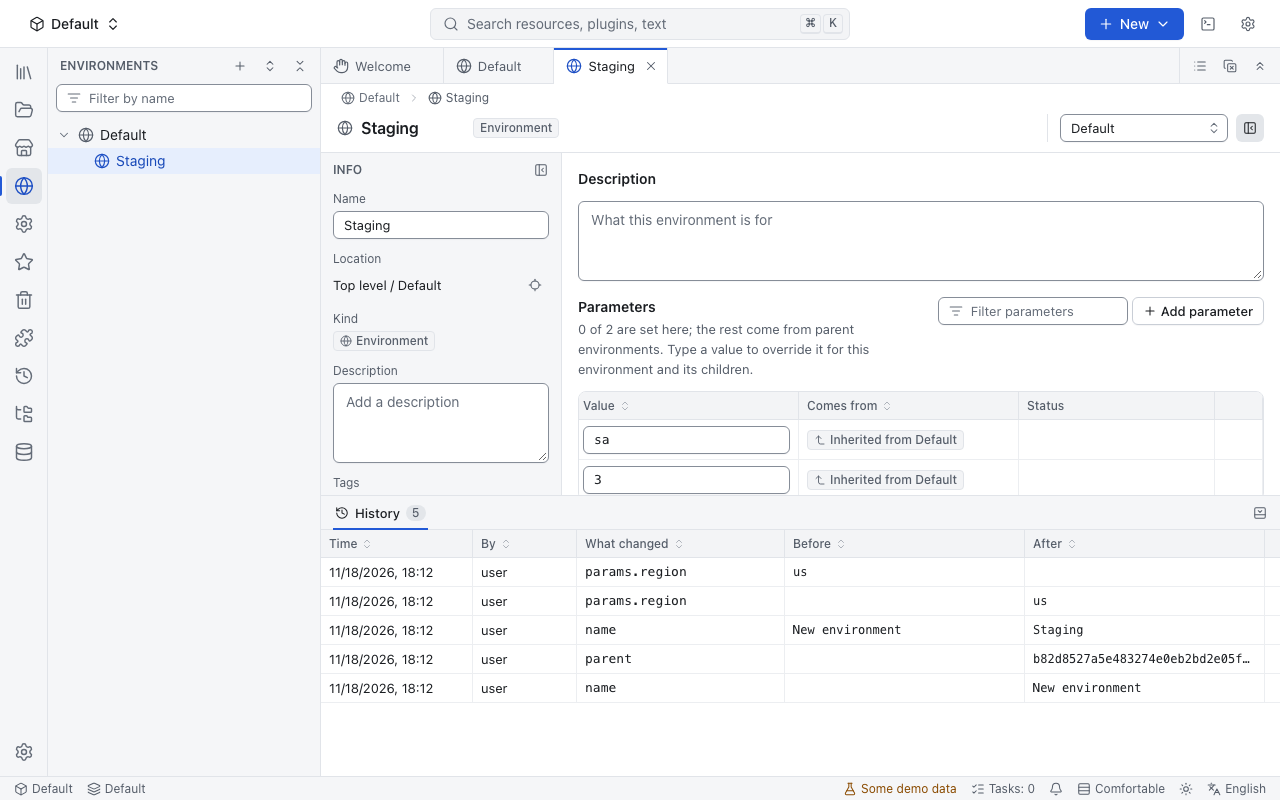 Default
Search resources, plugins, text
⌘ K
New
ENVIRONMENTS
Filter by name
Default
Staging
Welcome
Default
Staging
Default
Staging
Staging
Environment
Default
INFO
Name
Staging
Location
Top level / Default
Kind
Environment
Description
Add a description
Tags
Description
What this environment is for
Parameters
0 of 2 are set here; the rest come from parent
environments. Type a value to override it for this
environment and its children.
Filter parameters
Add parameter
Value Comes from Status
sa Inherited from Default
3 Inherited from Default
History 5
Time By What changed Before After
11/18/2026, 18:12 user params.region us
11/18/2026, 18:12 user params.region us
11/18/2026, 18:12 user name New environment Staging
11/18/2026, 18:12 user parent b82d8527a5e483274e0eb2bd2e05f…
11/18/2026, 18:12 user name New environment
Default Default Some demo data Tasks: 0 Comfortable English